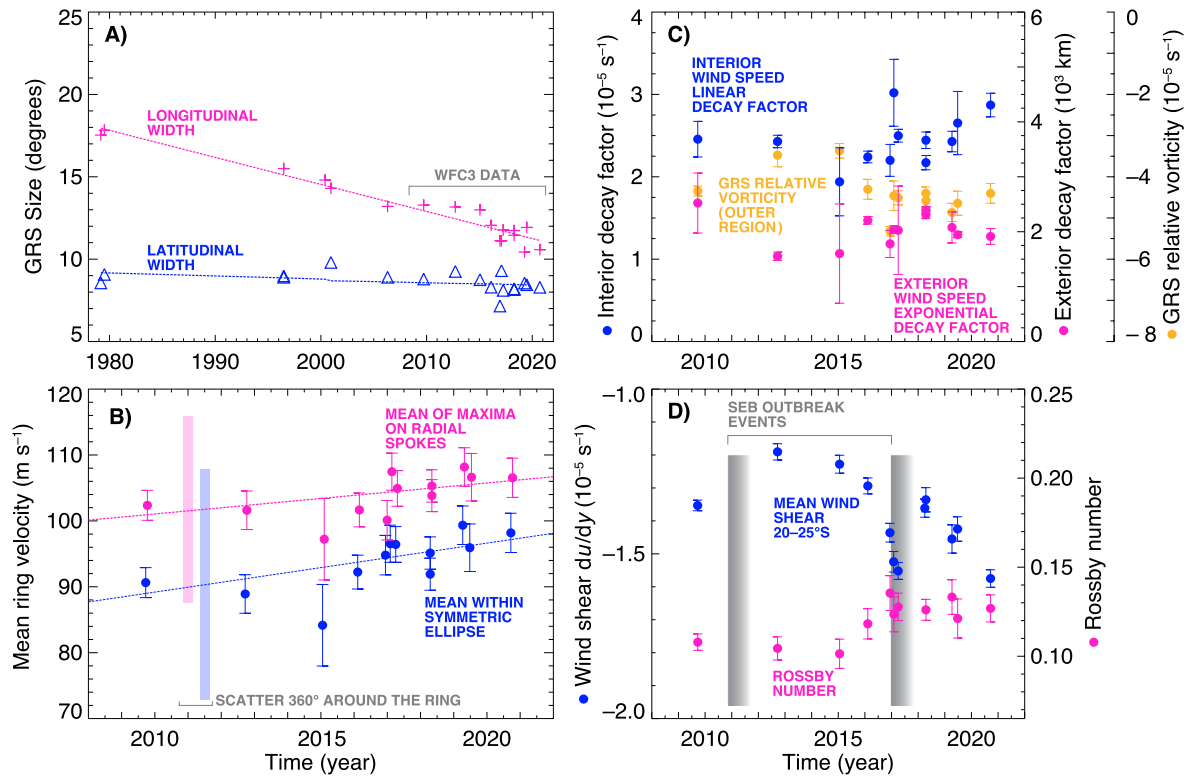 A)
25
20
15
10
5
GRS Size (degrees)
LONGITUDINAL
WIDTH
WFC3 DATA
LATITUDINAL
WIDTH
1980
1990
2000
2010
2020
B)
120
110
100
90
80
70
Mean ring velocity (m s⁻¹)
MEAN OF MAXIMA
ON RADIAL
SPOKES
MEAN WITHIN
SYMMETRIC
ELLIPSE
SCATTER 360° AROUND THE RING
2010
2015
2020
Time (year)
C)
4
3
2
1
0
Interior decay factor (10⁻⁵ s⁻¹)
INTERIOR
WIND SPEED
LINEAR
DECAY FACTOR
GRS RELATIVE
VORTICITY
(OUTER
REGION)
EXTERIOR
WIND SPEED
EXPONENTIAL
DECAY FACTOR
2010
2015
2020
6
4
2
0
Exterior decay factor (10³ km)
0
−2
−4
−6
−8
GRS relative vorticity (10⁻⁵ s⁻¹)
D)
−1.0
−1.5
−2.0
Wind shear du/dy (10⁻⁵ s⁻¹)
SEB OUTBREAK
EVENTS
MEAN WIND
SHEAR
20–25°S
ROSSBY
NUMBER
0.25
0.20
0.15
0.10
Rossby number
2010
2015
2020
Time (year)